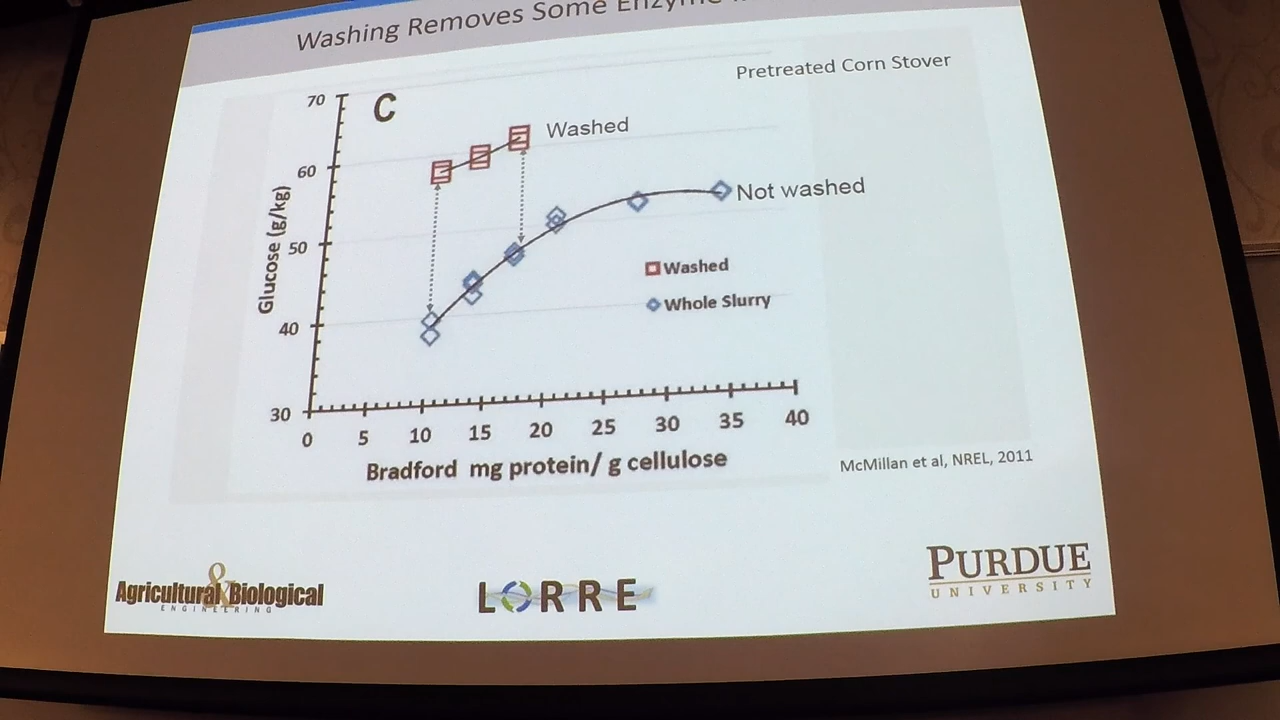 Washing Removes Some Enzyme
Pretreated Corn Stover
C
70
60
50
40
30
Glucose (g/kg)
Washed
Not washed
Washed
Whole Slurry
0 5 10 15 20 25 30 35 40
Bradford mg protein/ g cellulose
McMillan et al, NREL, 2011
Agricultural & Biological
ENGINEERING
LORRE
PURDUE
UNIVERSITY